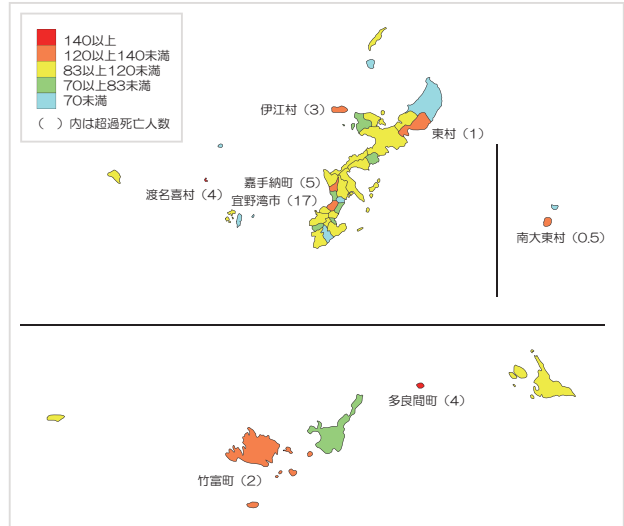 140以上
120以上140未満
83以上120未満
70以上83未満
70未満
(　)内は超過死亡人数
伊江村(3)
東村(1)
嘉手納町(5)
渡名喜村(4)
宜野湾市(17)
南大東村(0.5)
多良間町(4)
竹富町(2)